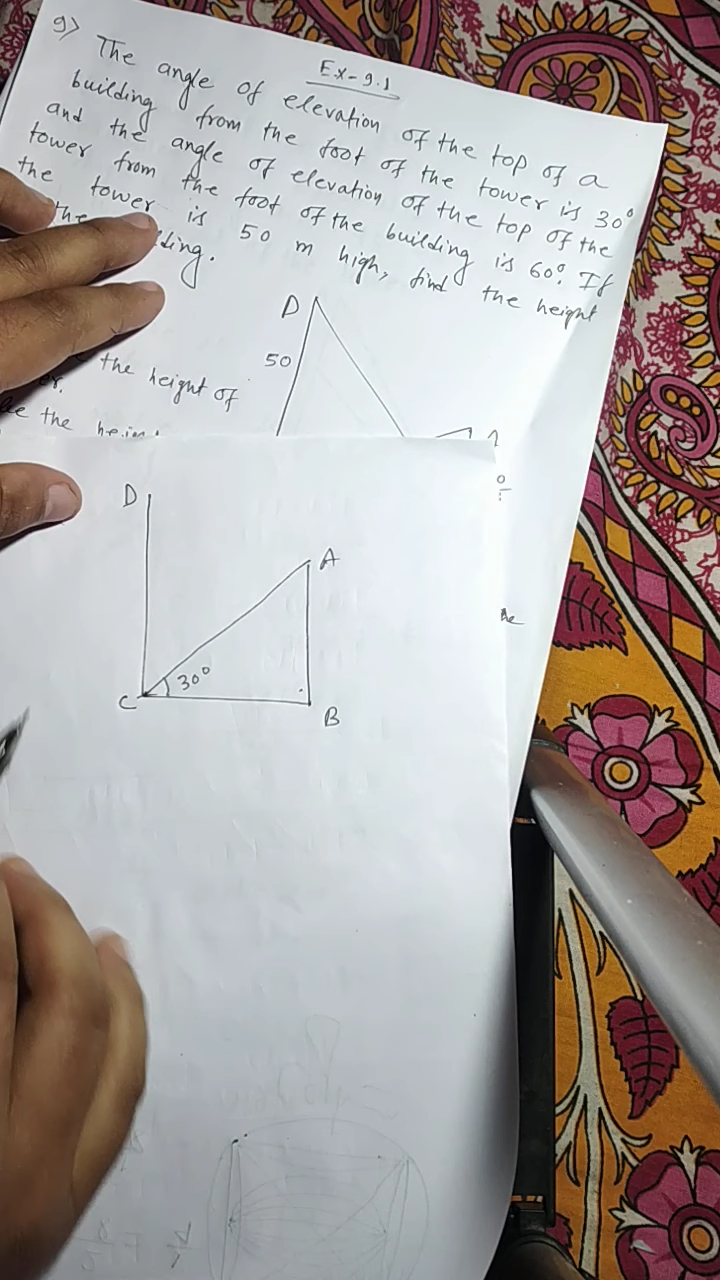 Ex-9.1
9) The angle of elevation of the top of a
building from the foot of the tower is 30°
and the angle of elevation of the top of the
tower from the foot of the building is 60°. If
the tower is 50 m high, find the height
the
D
50
the height of
the
D
A
30°
C
B